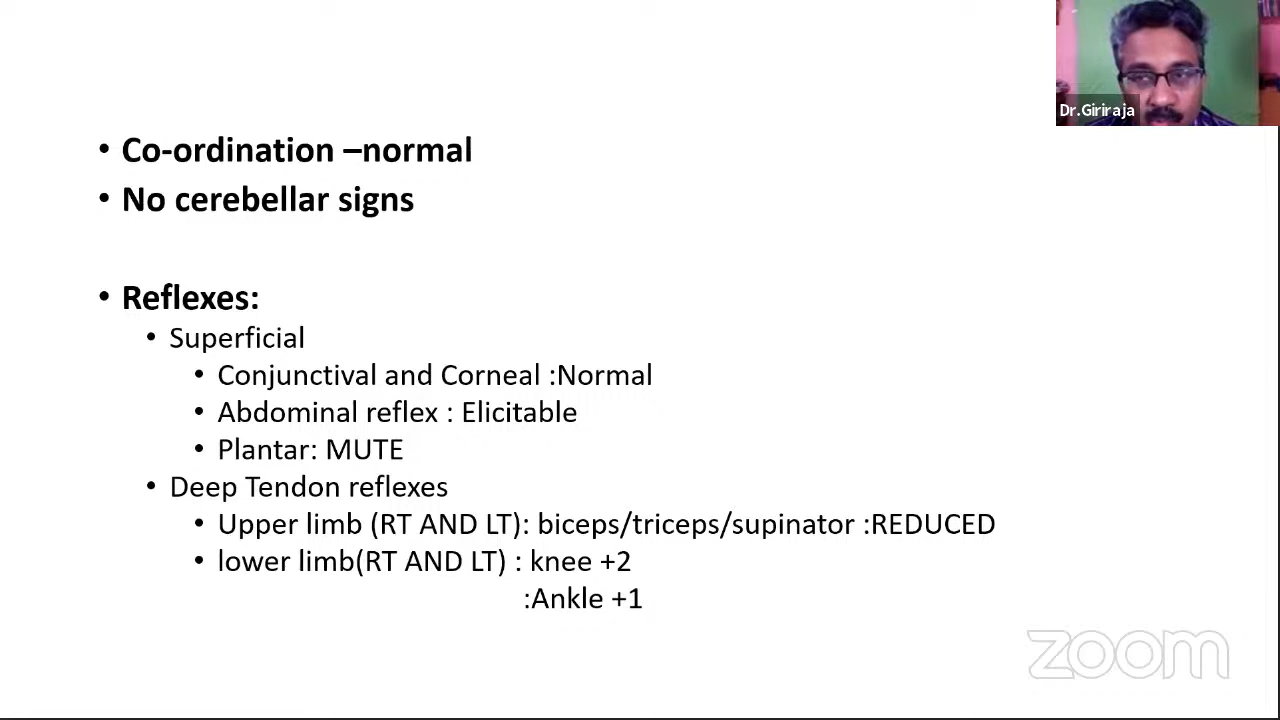 Dr.Giriraja
• Co-ordination –normal
• No cerebellar signs
• Reflexes:
• Superficial
• Conjunctival and Corneal :Normal
• Abdominal reflex : Elicitable
• Plantar: MUTE
• Deep Tendon reflexes
• Upper limb (RT AND LT): biceps/triceps/supinator :REDUCED
• lower limb(RT AND LT) : knee +2
:Ankle +1
zoom